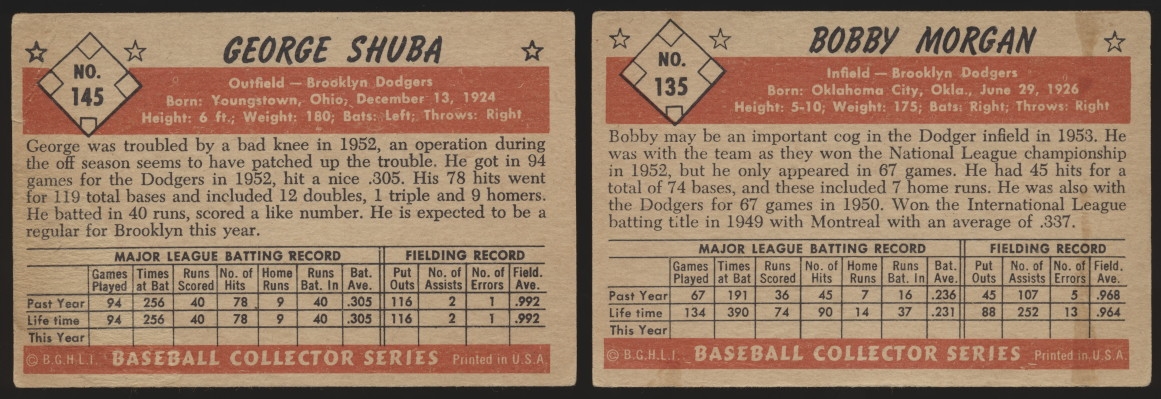 GEORGE SHUBA
NO.
145
Outfield — Brooklyn Dodgers
Born: Youngstown, Ohio; December 13, 1924
Height: 6 ft.; Weight: 180; Bats: Left; Throws: Right
George was troubled by a bad knee in 1952, an operation during
the off season seems to have patched up the trouble. He got in 94
games for the Dodgers in 1952, hit a nice .305. His 78 hits went
for 119 total bases and included 12 doubles, 1 triple and 9 homers.
He batted in 40 runs, scored a like number. He is expected to be a
regular for Brooklyn this year.
MAJOR LEAGUE BATTING RECORD FIELDING RECORD
Games Times Runs No. of Home Runs Bat. Put No. of No. of Field.
Played at Bat Scored Hits Runs Bat. In Ave. Outs Assists Errors Ave.
Past Year 94 256 40 78 9 40 .305 116 2 1 .992
Life time 94 256 40 78 9 40 .305 116 2 1 .992
This Year
© B.G.H.L.I. BASEBALL COLLECTOR SERIES Printed in U.S.A.
BOBBY MORGAN
NO.
135
Infield — Brooklyn Dodgers
Born: Oklahoma City, Okla., June 29, 1926
Height: 5-10; Weight: 175; Bats: Right; Throws: Right
Bobby may be an important cog in the Dodger infield in 1953. He
was with the team as they won the National League championship
in 1952, but he only appeared in 67 games. He had 45 hits for a
total of 74 bases, and these included 7 home runs. He was also with
the Dodgers for 67 games in 1950. Won the International League
batting title in 1949 with Montreal with an average of .337.
MAJOR LEAGUE BATTING RECORD FIELDING RECORD
Games Times Runs No. of Home Runs Bat. Put No. of No. of Field.
Played at Bat Scored Hits Runs Bat. In Ave. Outs Assists Errors Ave.
Past Year 67 191 36 45 7 16 .236 45 107 5 .968
Life time 134 390 74 90 14 37 .231 88 252 13 .964
This Year
© B.G.H.L.I. BASEBALL COLLECTOR SERIES Printed in U.S.A.